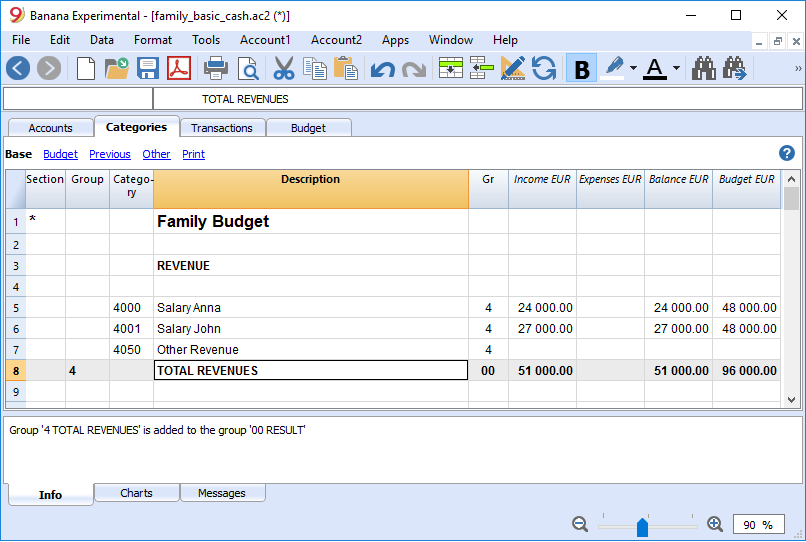 Banana Experimental - [family_basic_cash.ac2 (*)]
File Edit Data Format Tools Account1 Account2 Apps Window Help
B A »
TOTAL REVENUES
Accounts Categories Transactions Budget
Base Budget Previous Other Print ?
Section Group Catego- Description Gr Income EUR Expenses EUR Balance EUR Budget EUR
ry
1 * Family Budget
2
3 REVENUE
4
5 4000 Salary Anna 4 24 000.00 24 000.00 48 000.00
6 4001 Salary John 4 27 000.00 27 000.00 48 000.00
7 4050 Other Revenue 4
8 4 TOTAL REVENUES 00 51 000.00 51 000.00 96 000.00
9
Group '4 TOTAL REVENUES' is added to the group '00 RESULT'
Info Charts Messages
90 %